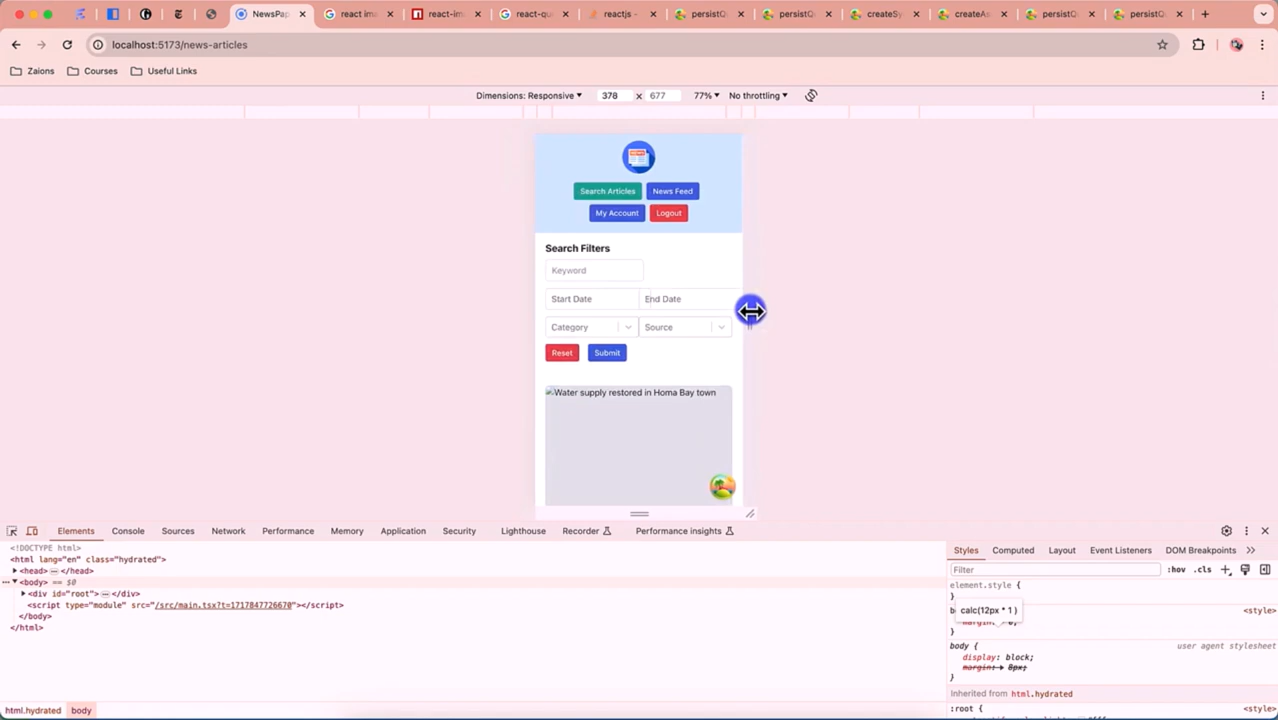 NewsPap
react ima
react-im
react-qu
reactjs -
persistQ
persistQ
createSy
createAs
persistQ
persistQ
localhost:5173/news-articles
Zaions
Courses
Useful Links
Dimensions: Responsive
378
×
657
77%
No throttling
Search Articles
News Feed
My Account
Logout
Search Filters
Keyword
Start Date
End Date
Category
Source
Reset
Submit
Water supply restored in Homa Bay town
Elements
Console
Sources
Network
Performance
Memory
Application
Security
Lighthouse
Recorder
Performance insights
<!DOCTYPE html>
<html lang="en" class="hydrated">
<head> </head>
<body> == $0
<div id="root"> </div>
<script type="module" src="/src/main.tsx?t=1717847726670"></script>
</body>
</html>
html.hydrated
body
Styles
Computed
Layout
Event Listeners
DOM Breakpoints
Filter
:hov
.cls
element.style {
}
calc(12px * 1 )
<style>
margin: 0;
}
body {
user agent stylesheet
display: block;
margin: 8px;
}
Inherited from html.hydrated
:root {
<style>